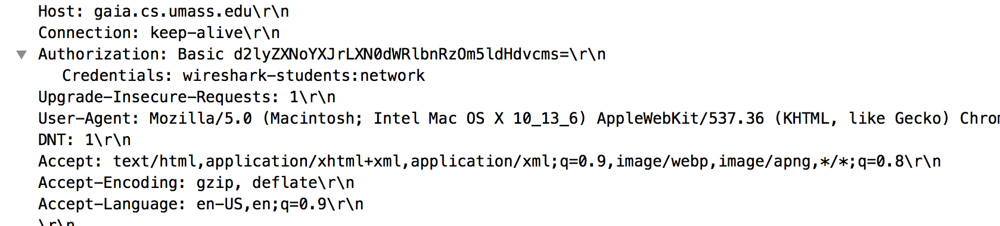 Host: gaia.cs.umass.edu\r\n
Connection: keep-alive\r\n
Authorization: Basic d2lyZXNoYXJrLXN0dWRlbnRzOm5ldHdvcms=\r\n
Credentials: wireshark-students:network
Upgrade-Insecure-Requests: 1\r\n
User-Agent: Mozilla/5.0 (Macintosh; Intel Mac OS X 10_13_6) AppleWebKit/537.36 (KHTML, like Gecko) Chrom
DNT: 1\r\n
Accept: text/html,application/xhtml+xml,application/xml;q=0.9,image/webp,image/apng,*/*;q=0.8\r\n
Accept-Encoding: gzip, deflate\r\n
Accept-Language: en-US,en;q=0.9\r\n
\r\n